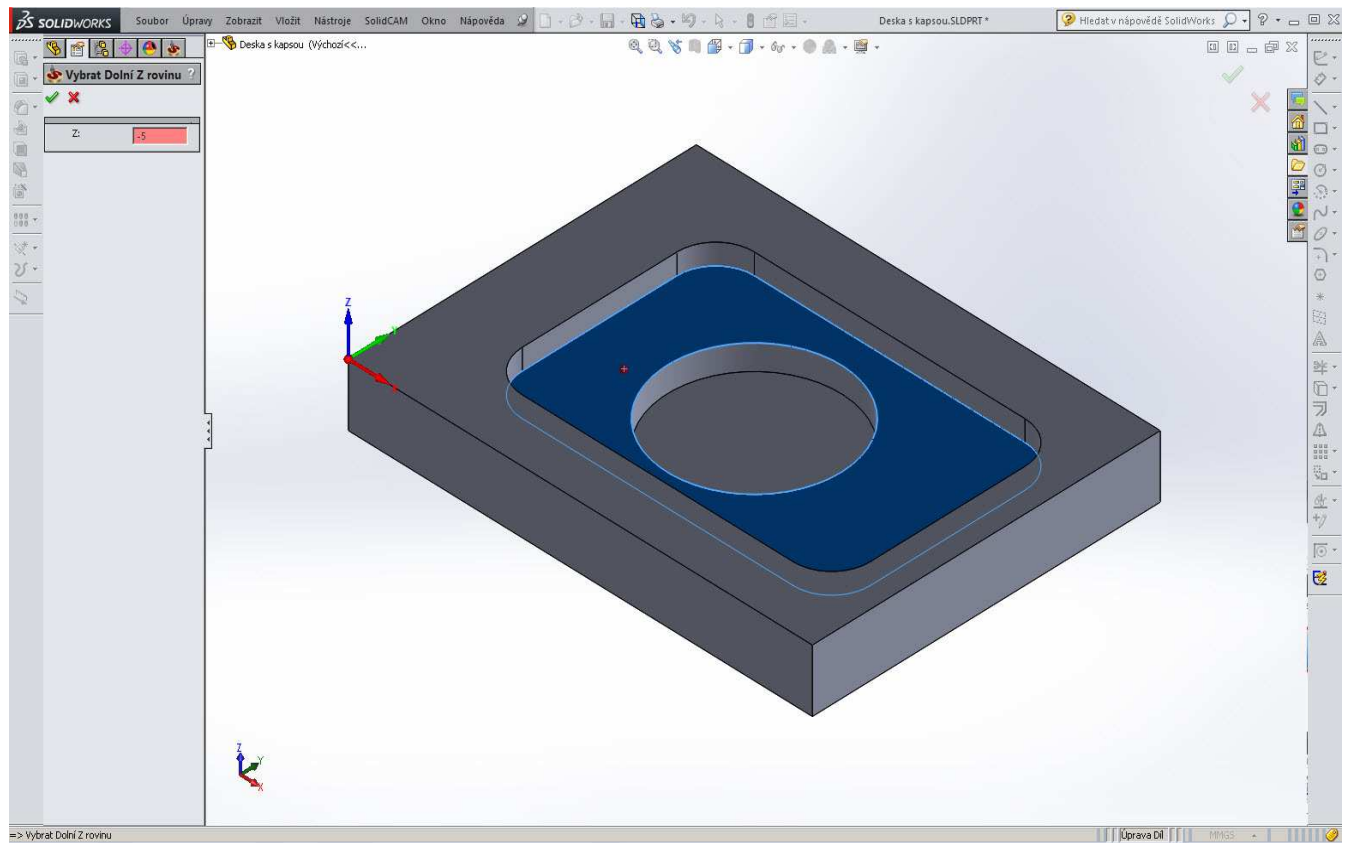 SOLIDWORKS Soubor Úpravy Zobrazit Vložit Nástroje SolidCAM Okno Nápověda Deska s kapsou.SLDPRT * Hledat v nápovědě SolidWorks
Deska s kapsou (Výchozí<<...
Vybrat Dolní Z rovinu ?
Z: -5
Z
Z
Y
X
=> Vybrat Dolní Z rovinu Úprava Díl MMGS